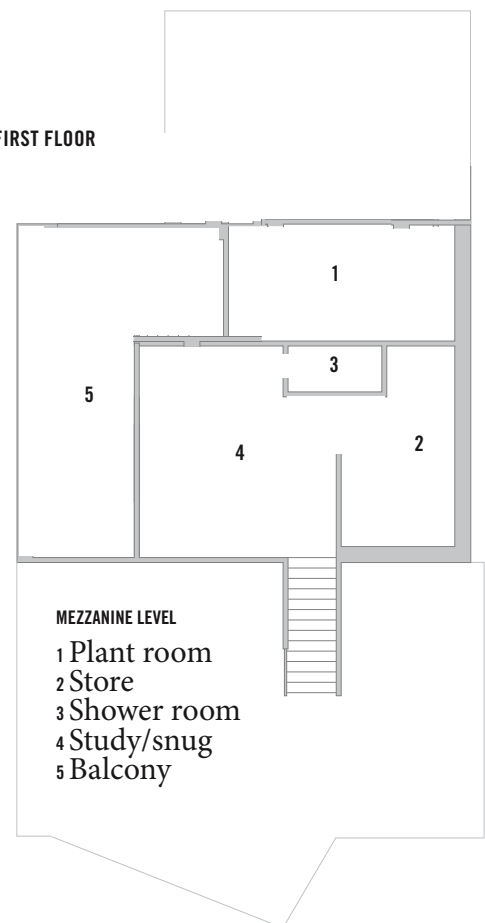 FIRST FLOOR
1
3
5
4
2
MEZZANINE LEVEL
1 Plant room
2 Store
3 Shower room
4 Study/snug
5 Balcony